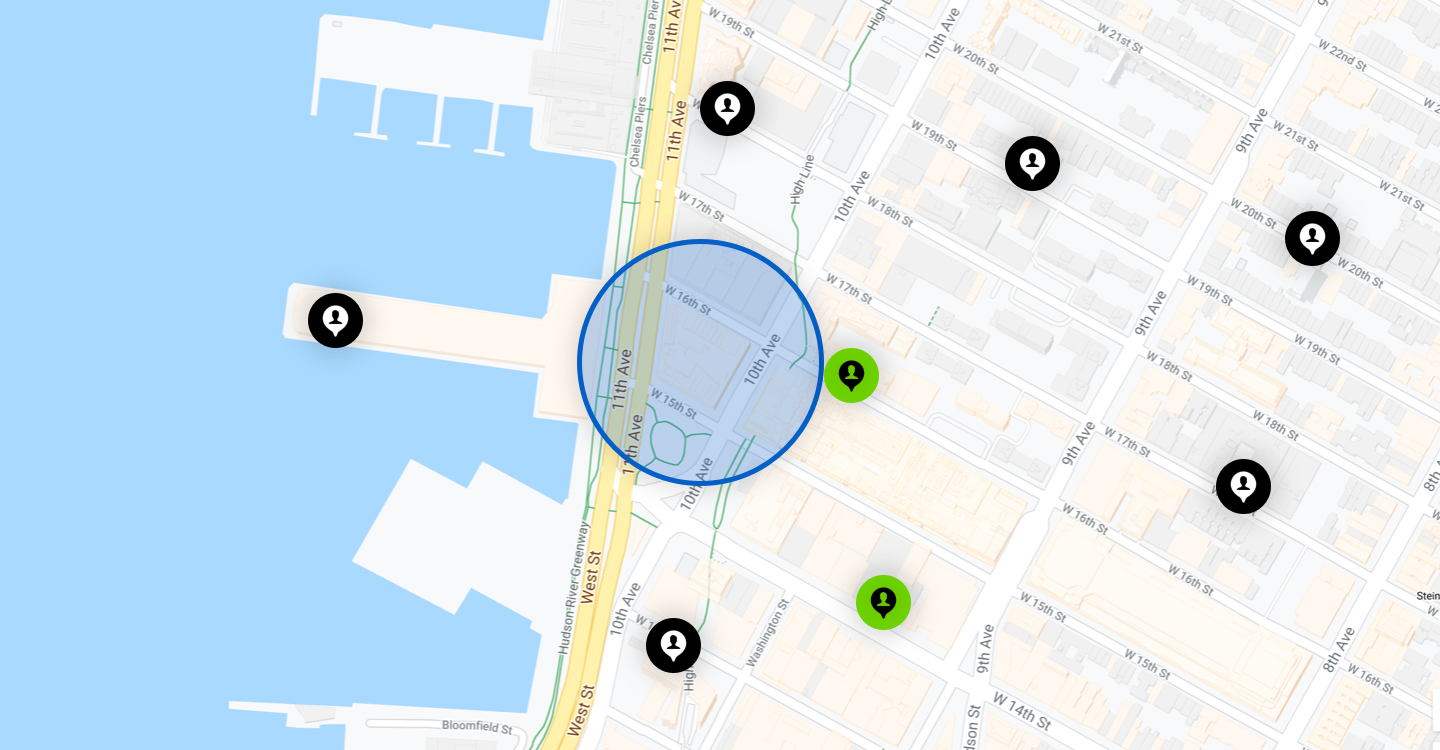 Chelsea Pier
11th Av
W 19th St
High-L
10th Ave
W 20th St
W 21st St
W 22nd St
Chelsea Piers
11th Ave
W 19th St
9th Ave
W 21st St
W 21st St
High-Line
10th Ave
W 17th St
W 18th St
W 20th St
W 20th St
W 16th St
W 17th St
9th Ave
W 19th St
W 19th St
11th Ave
10th Ave
W 18th St
W 15th St
11th Ave
10th Ave
9th Ave
W 17th St
W 18th St
8th
W 16th St
W 16th St
Hudson River Greenway
West St
10th Ave
Washington St
9th Ave
W 15th St
W 15th St
8th Ave
W 16th St
Stein
High
West St
W 14th St
Bloomfield St
dson St